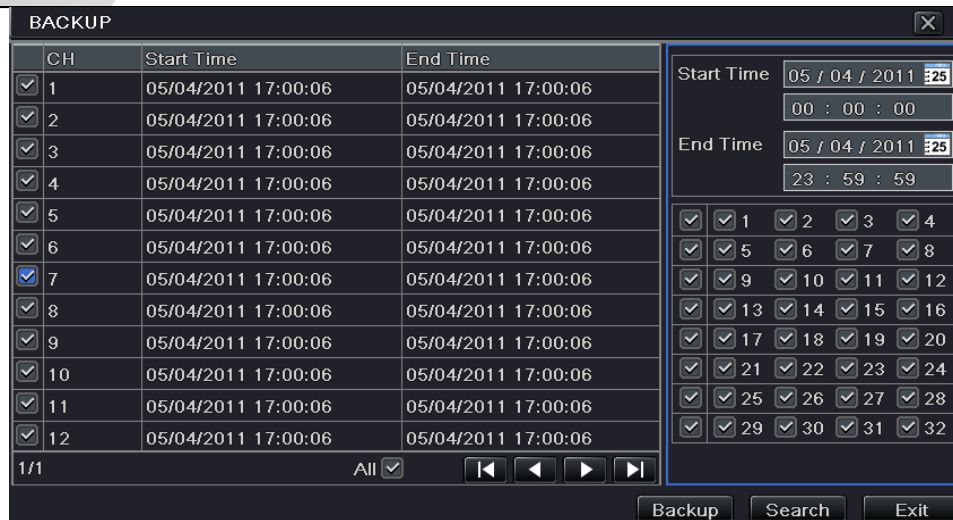 BACKUP
CH Start Time End Time
1 05/04/2011 17:00:06 05/04/2011 17:00:06
2 05/04/2011 17:00:06 05/04/2011 17:00:06
3 05/04/2011 17:00:06 05/04/2011 17:00:06
4 05/04/2011 17:00:06 05/04/2011 17:00:06
5 05/04/2011 17:00:06 05/04/2011 17:00:06
6 05/04/2011 17:00:06 05/04/2011 17:00:06
7 05/04/2011 17:00:06 05/04/2011 17:00:06
8 05/04/2011 17:00:06 05/04/2011 17:00:06
9 05/04/2011 17:00:06 05/04/2011 17:00:06
10 05/04/2011 17:00:06 05/04/2011 17:00:06
11 05/04/2011 17:00:06 05/04/2011 17:00:06
12 05/04/2011 17:00:06 05/04/2011 17:00:06
1/1 All
Start Time 05 / 04 / 2011 25
00 : 00 : 00
End Time 05 / 04 / 2011 25
23 : 59 : 59
1 2 3 4
5 6 7 8
9 10 11 12
13 14 15 16
17 18 19 20
21 22 23 24
25 26 27 28
29 30 31 32
Backup Search Exit